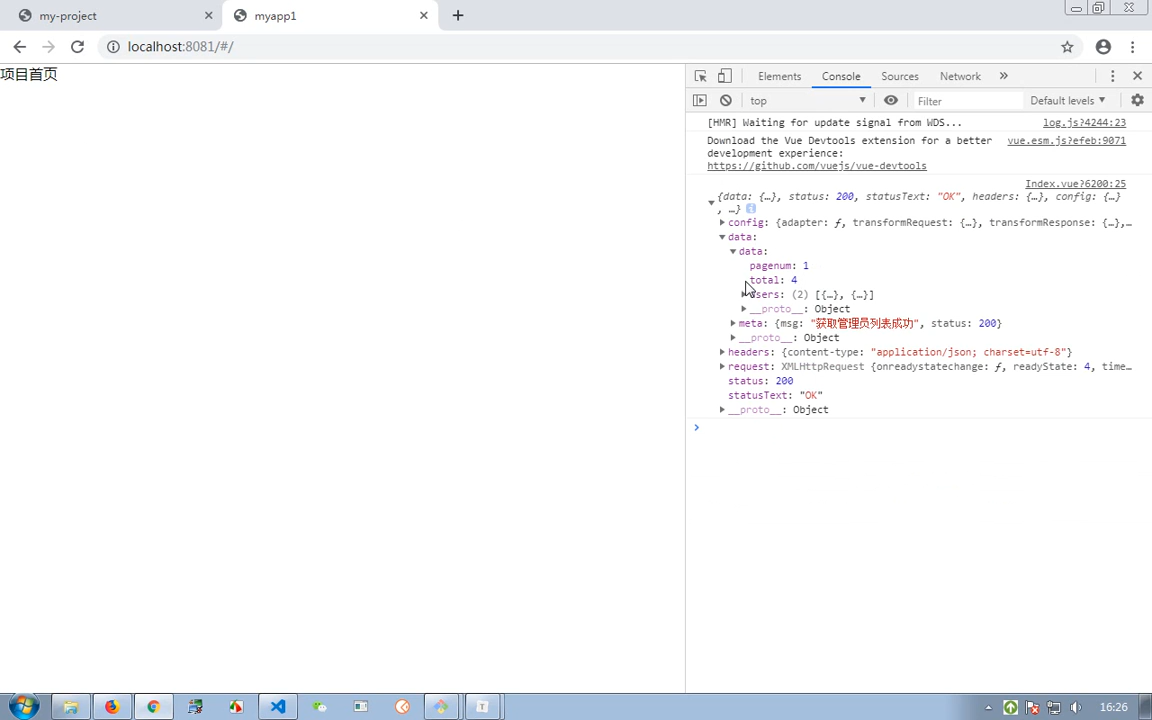 my-project
myapp1
localhost:8081/#/
项目首页
Elements Console Sources Network
top Filter Default levels
[HMR] Waiting for update signal from WDS... log.js?4244:23
Download the Vue Devtools extension for a better vue.esm.js?efeb:9071
development experience:
https://github.com/vuejs/vue-devtools
Index.vue?6200:25
{data: {…}, status: 200, statusText: "OK", headers: {…}, config: {…}
, …}
config: {adapter: ƒ, transformRequest: {…}, transformResponse: {…},…
data:
data:
pagenum: 1
total: 4
users: (2) [{…}, {…}]
__proto__: Object
meta: {msg: "获取管理员列表成功", status: 200}
__proto__: Object
headers: {content-type: "application/json; charset=utf-8"}
request: XMLHttpRequest {onreadystatechange: ƒ, readyState: 4, time…
status: 200
statusText: "OK"
__proto__: Object
16:26